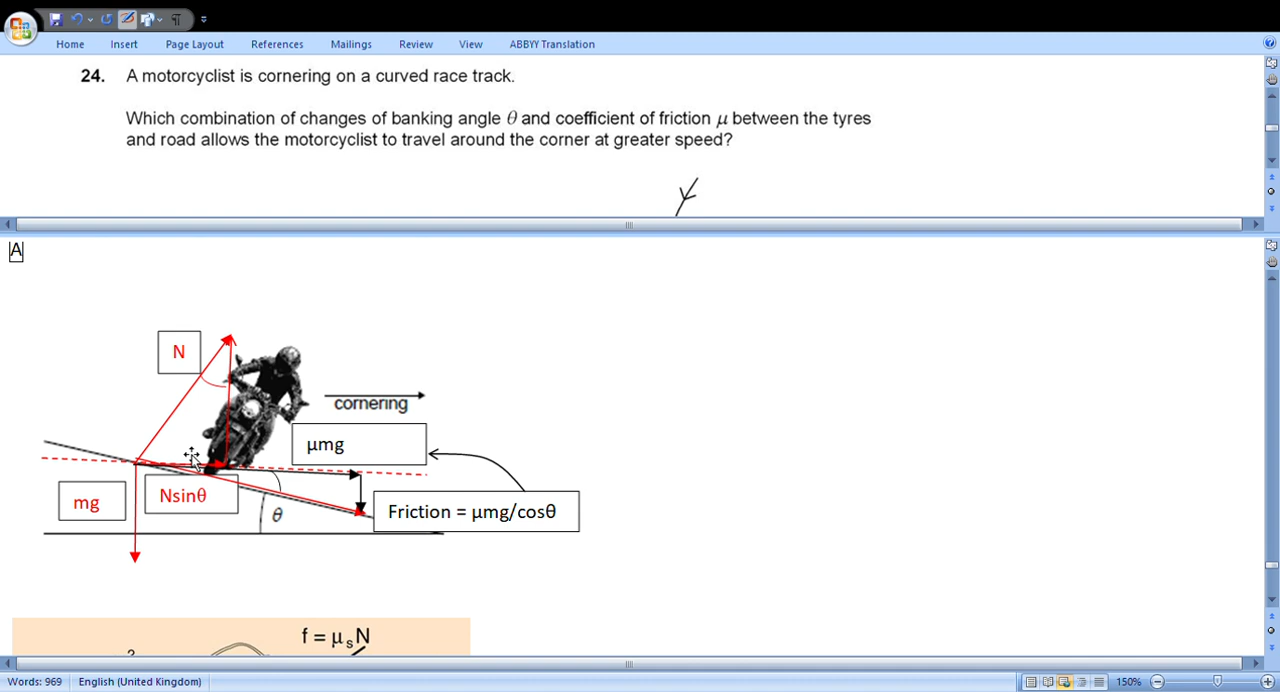 Home Insert Page Layout References Mailings Review View ABBYY Translation
24. A motorcyclist is cornering on a curved race track.
Which combination of changes of banking angle θ and coefficient of friction μ between the tyres
and road allows the motorcyclist to travel around the corner at greater speed?
A
N
cornering
μmg
mg
Nsinθ
Friction = μmg/cosθ
θ
f = μsN
2
Words: 969 English (United Kingdom) 150%